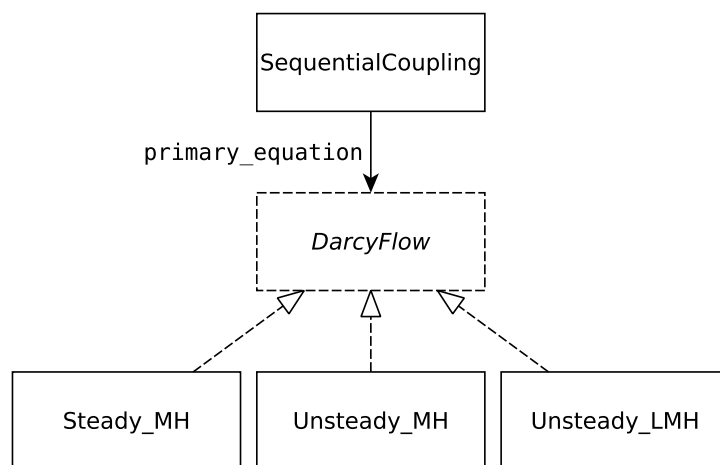 SequentialCoupling
primary_equation
DarcyFlow
Steady_MH
Unsteady_MH
Unsteady_LMH